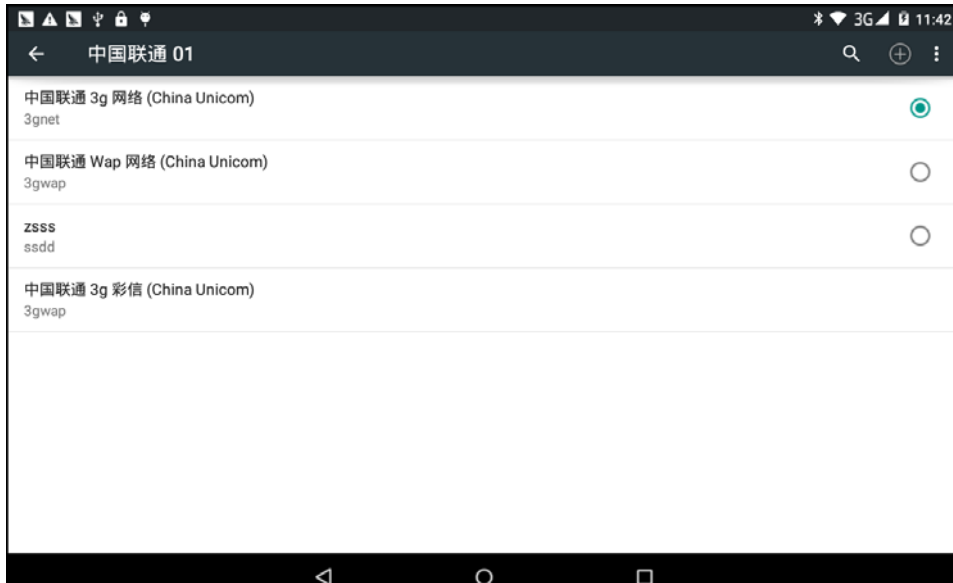 3G 11:42
中国联通 01
中国联通 3g 网络 (China Unicom)
3gnet
中国联通 Wap 网络 (China Unicom)
3gwap
zsss
ssdd
中国联通 3g 彩信 (China Unicom)
3gwap